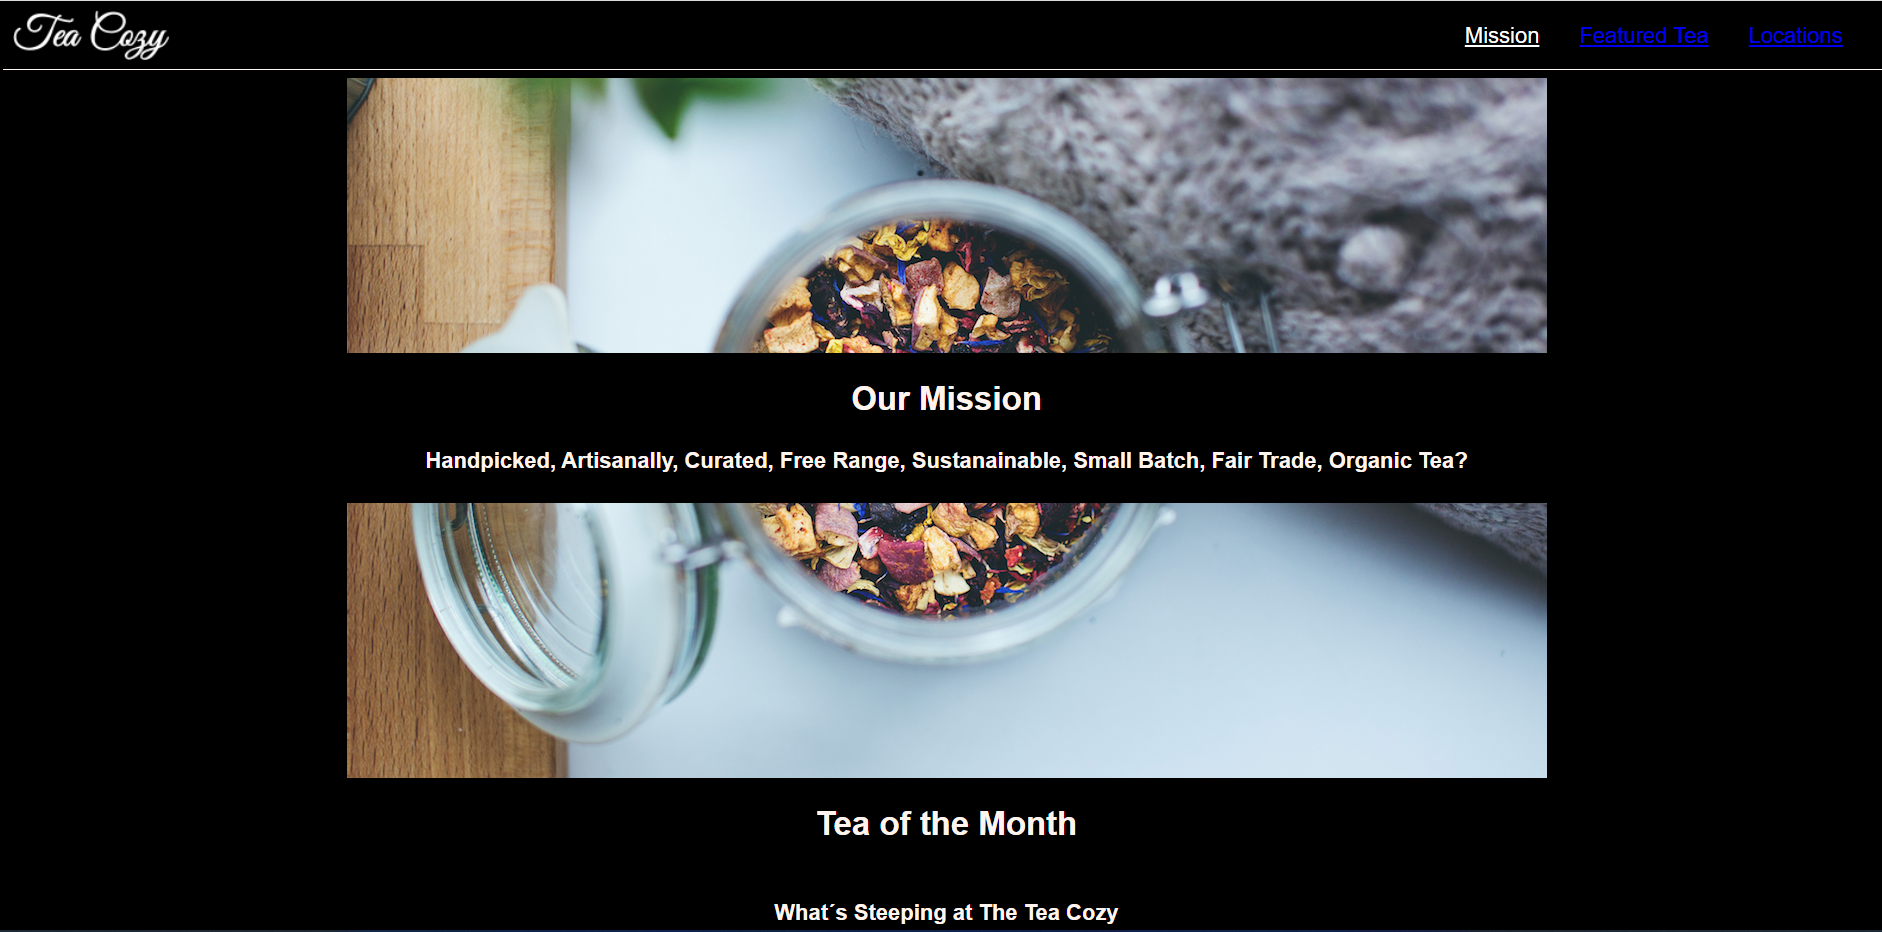 Tea Cozy
Mission Featured Tea Locations
Our Mission
Handpicked, Artisanally, Curated, Free Range, Sustanainable, Small Batch, Fair Trade, Organic Tea?
Tea of the Month
What´s Steeping at The Tea Cozy